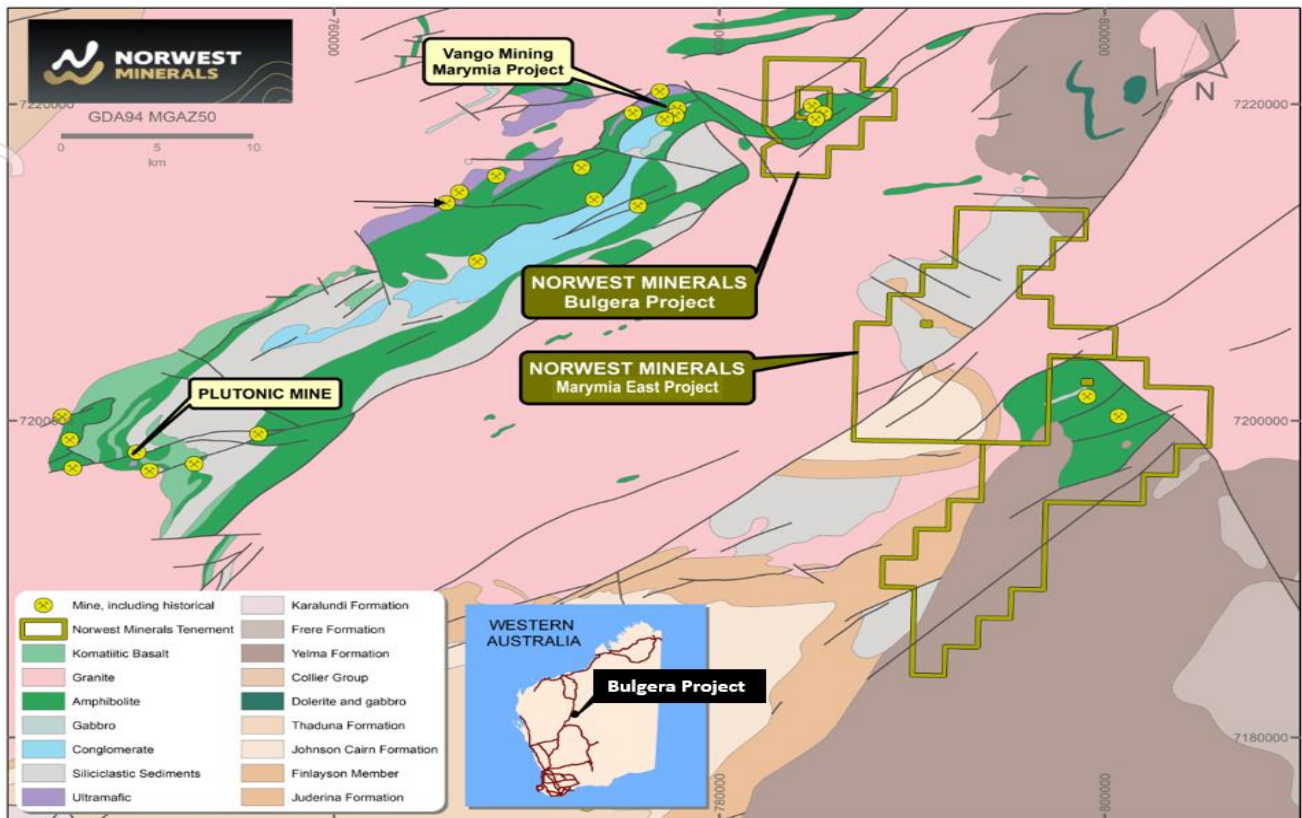 NORWEST
MINERALS
GDA94 MGAZ50
0 5 10
km
760000
780000
800000
Vango Mining
Marymia Project
N
7220000
7220000
NORWEST MINERALS
Bulgera Project
NORWEST MINERALS
Marymia East Project
PLUTONIC MINE
7200000
7180000
780000
800000
Mine, including historical
Norwest Minerals Tenement
Komatiitic Basalt
Granite
Amphibolite
Gabbro
Conglomerate
Siliciclastic Sediments
Ultramafic
Karalundi Formation
Frere Formation
Yelma Formation
Collier Group
Dolerite and gabbro
Thaduna Formation
Johnson Cairn Formation
Finlayson Member
Juderina Formation
WESTERN
AUSTRALIA
Bulgera Project